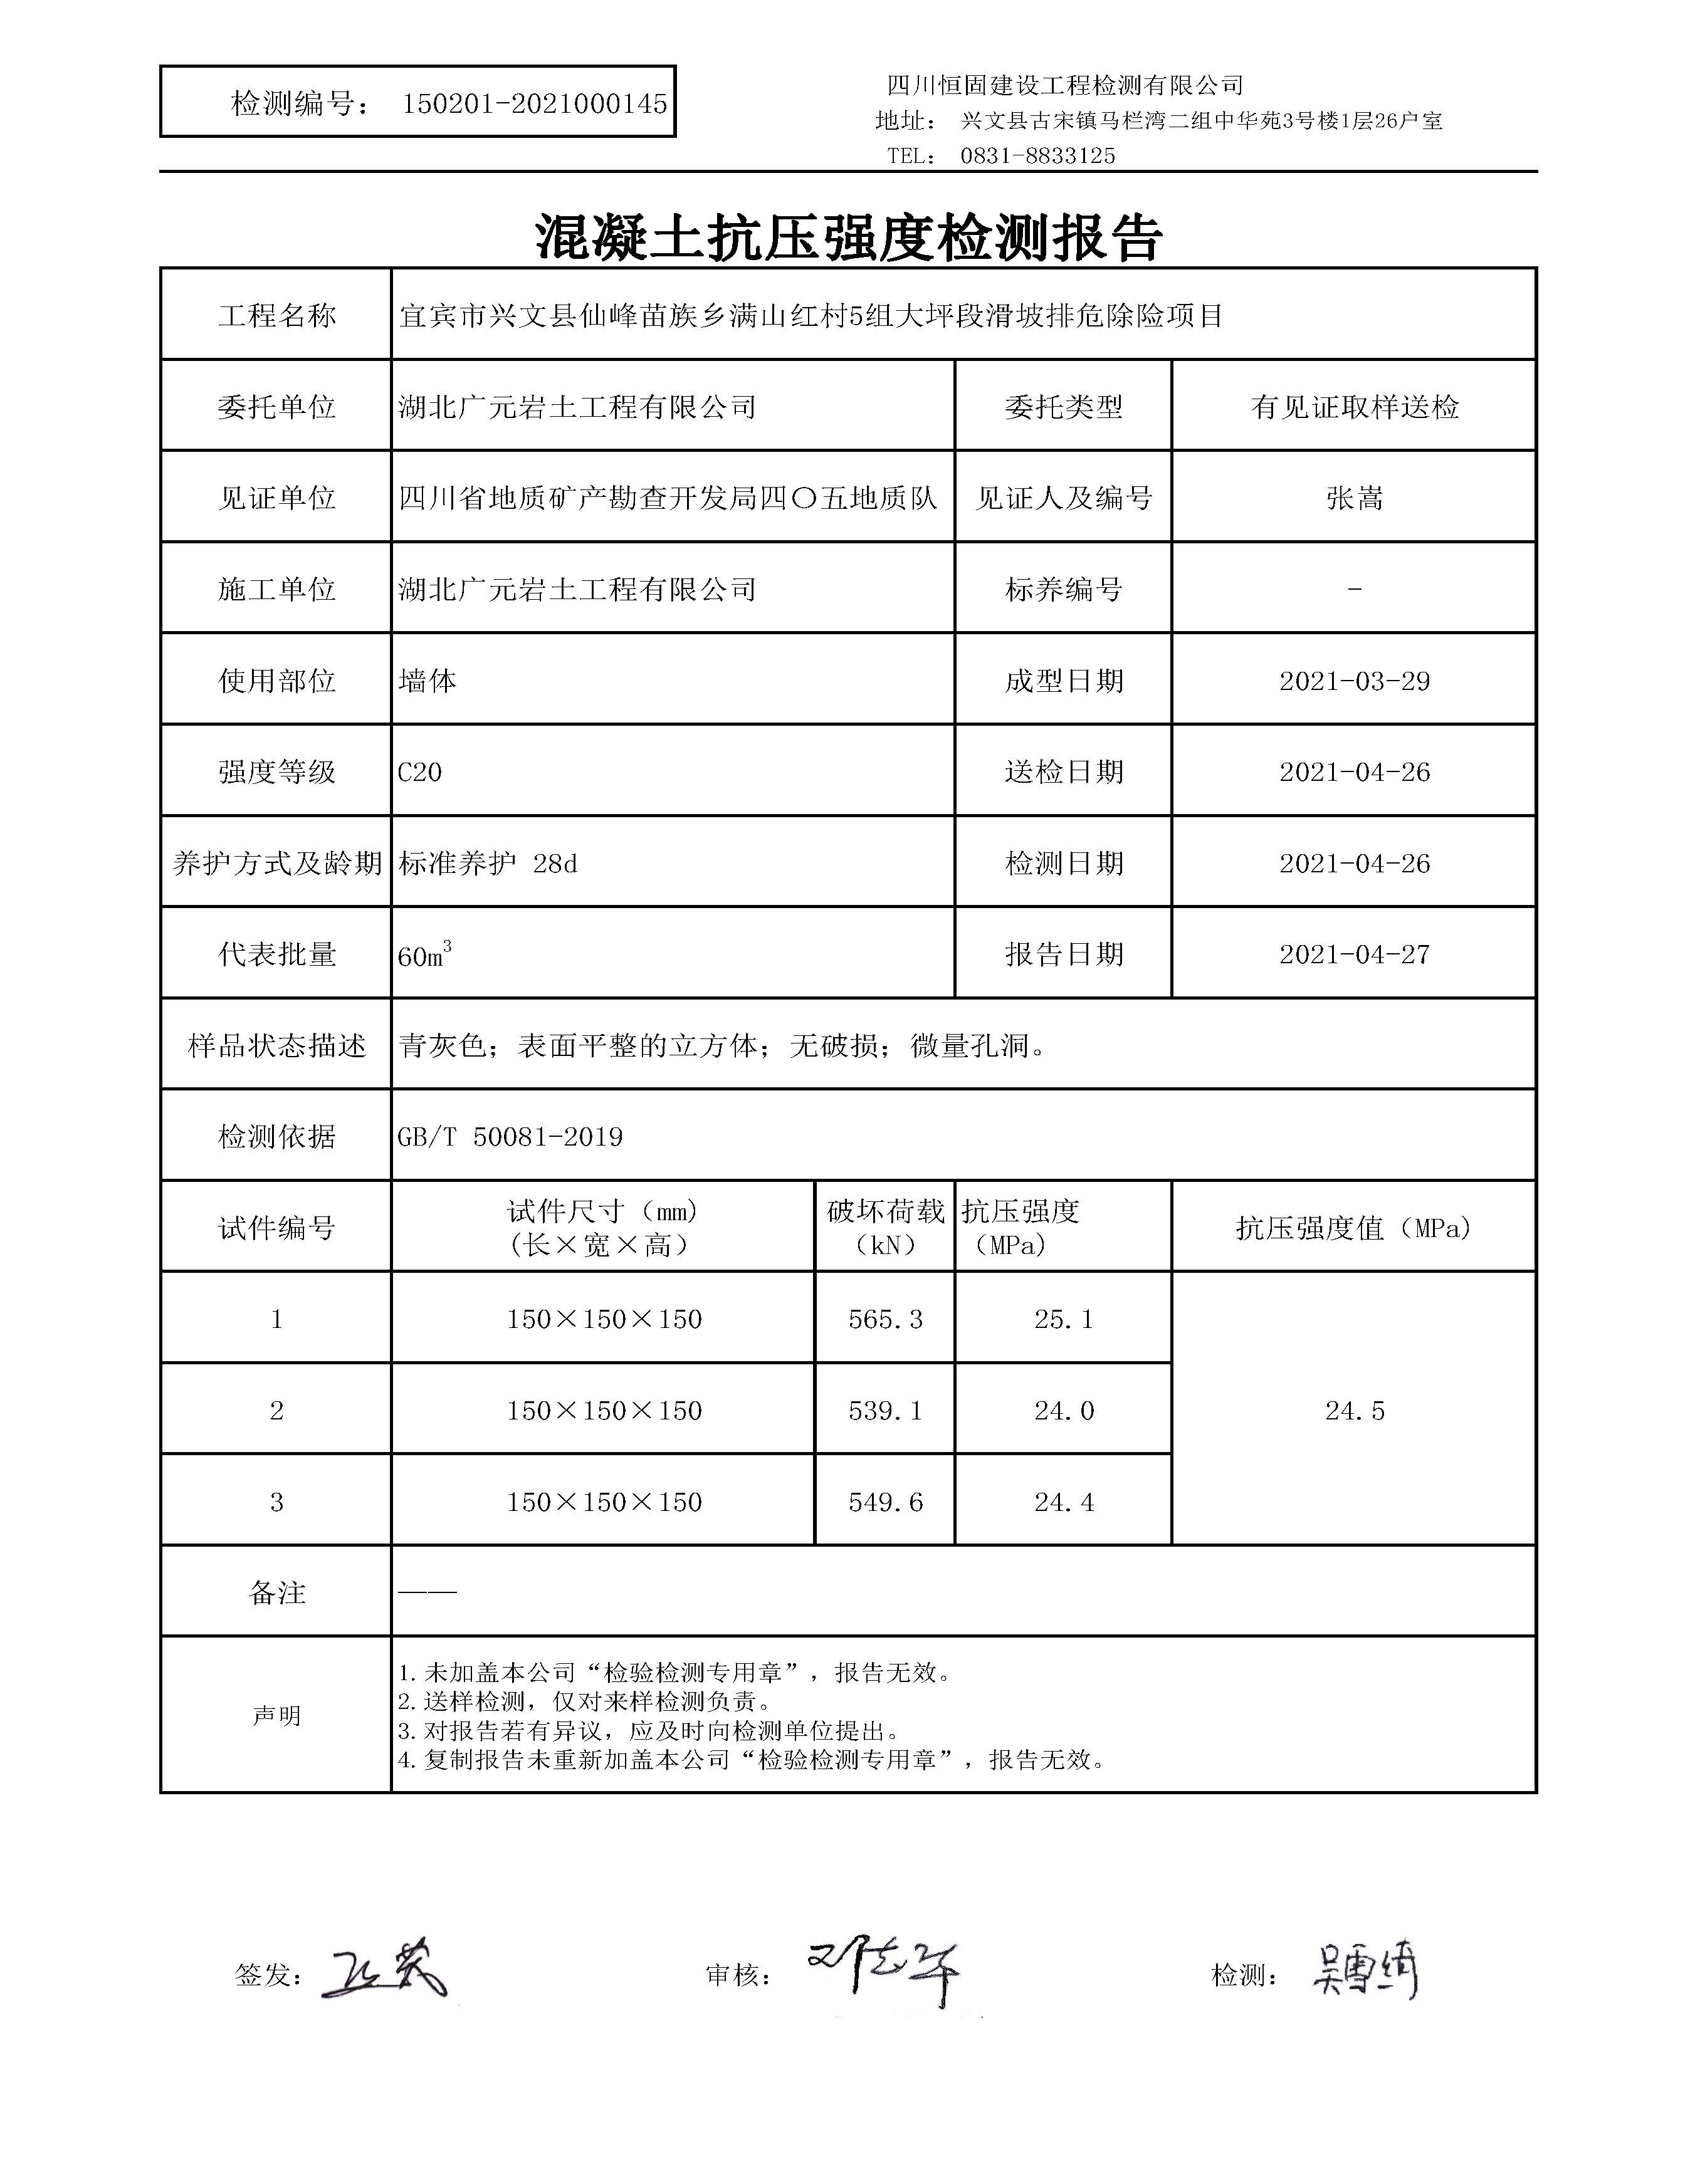 检测编号： 150201-2021000145
四川恒固建设工程检测有限公司
地址： 兴文县古宋镇马栏湾二组中华苑3号楼1层26户室
TEL： 0831-8833125
混凝土抗压强度检测报告
工程名称 宜宾市兴文县仙峰苗族乡满山红村5组大坪段滑坡排危除险项目
委托单位 湖北广元岩土工程有限公司 委托类型 有见证取样送检
见证单位 四川省地质矿产勘查开发局四〇五地质队 见证人及编号 张嵩
施工单位 湖北广元岩土工程有限公司 标养编号 -
使用部位 墙体 成型日期 2021-03-29
强度等级 C20 送检日期 2021-04-26
养护方式及龄期 标准养护 28d 检测日期 2021-04-26
代表批量 60m³ 报告日期 2021-04-27
样品状态描述 青灰色；表面平整的立方体；无破损；微量孔洞。
检测依据 GB/T 50081-2019
试件编号 试件尺寸（mm) (长×宽×高） 破坏荷载（kN） 抗压强度（MPa) 抗压强度值（MPa)
1 150×150×150 565.3 25.1
2 150×150×150 539.1 24.0 24.5
3 150×150×150 549.6 24.4
备注 ——
声明
1.未加盖本公司“检验检测专用章”，报告无效。
2.送样检测，仅对来样检测负责。
3.对报告若有异议，应及时向检测单位提出。
4.复制报告未重新加盖本公司“检验检测专用章”，报告无效。
签发： 审核： 检测： 吴雪绮